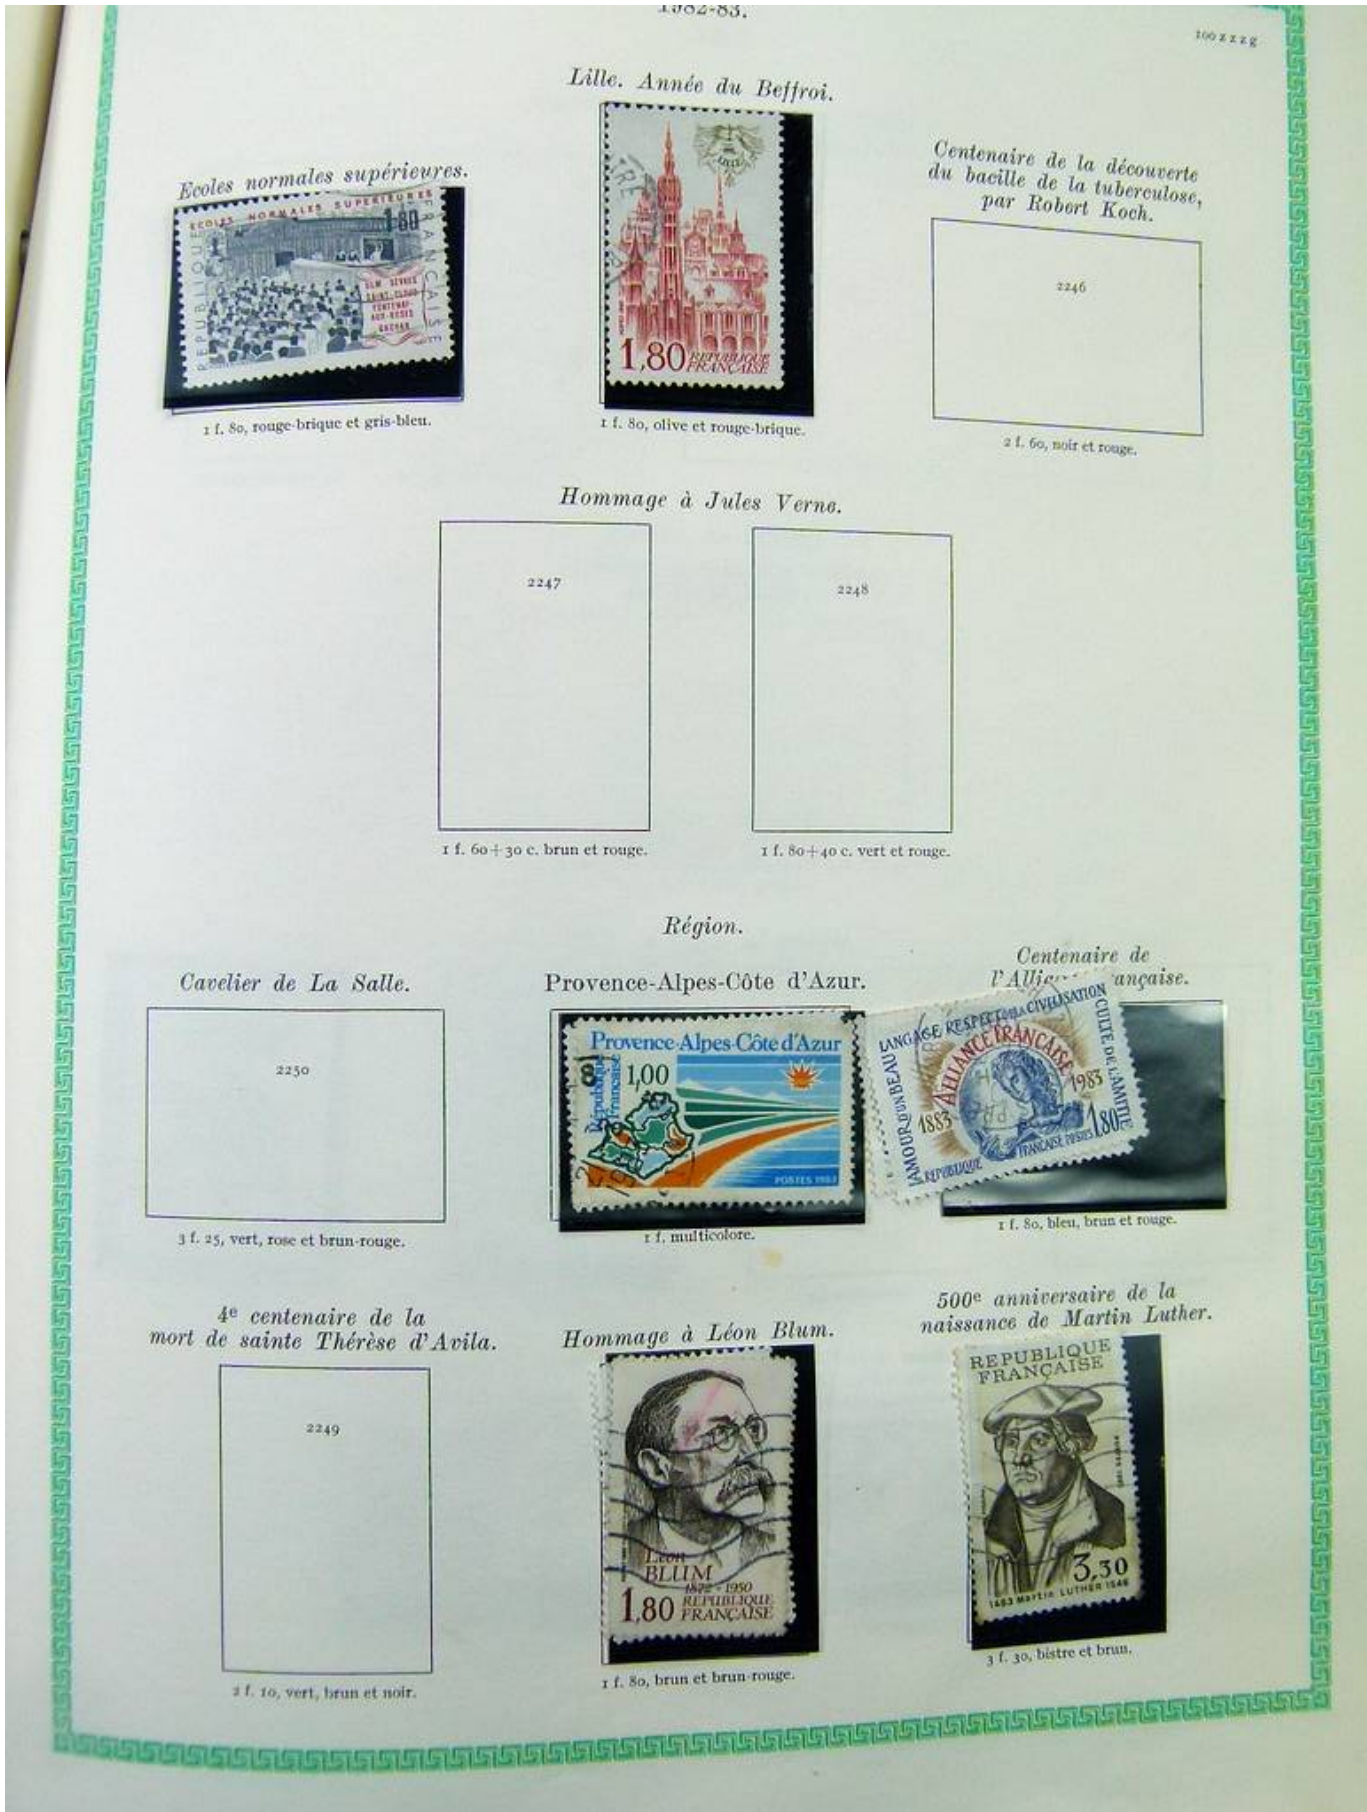 1982-83.
100 z z z g
Lille. Année du Beffroi.
LILLE
1,80 REPUBLIQUE
FRANÇAISE
1 f. 80, olive et rouge-brique.
Ecoles normales supérieures.
ECOLES NORMALES SUPERIEURES
1,80
REPUBLIQUE
FRANCAISE
ULM SEVRES
SAINT-CLOUD
FONTENAY-
AUX-ROSES
CACHAN
1 f. 80, rouge-brique et gris-bleu.
Centenaire de la découverte
du bacille de la tuberculose,
par Robert Koch.
2246
2 f. 60, noir et rouge.
Hommage à Jules Verne.
2247
1 f. 60+30 c. brun et rouge.
2248
1 f. 80+40 c. vert et rouge.
Cavelier de La Salle.
2250
3 f. 25, vert, rose et brun-rouge.
Région.
Provence-Alpes-Côte d'Azur.
Provence-Alpes-Côte d'Azur
République
Française
1,00
POSTES 1983
1 f. multicolore.
Centenaire de
ançaise.
L'AMOUR D'UN BEAU LANGAGE RESPECT DE LA CIVILISATION CULTE DE L'AMITIE
ALLIANCE FRANÇAISE
1883
1983
REPUBLIQUE FRANÇAISE POSTES 1,80
1 f. 80, bleu, brun et rouge.
4e centenaire de la
mort de sainte Thérèse d'Avila.
2249
2 f. 10, vert, brun et noir.
Hommage à Léon Blum.
Léon
BLUM
1872 - 1950
1,80 REPUBLIQUE
FRANÇAISE
1 f. 80, brun et brun-rouge.
500e anniversaire de la
naissance de Martin Luther.
REPUBLIQUE
FRANÇAISE
3,30
1483 Martin LUTHER 1546
3 f. 30, bistre et brun.